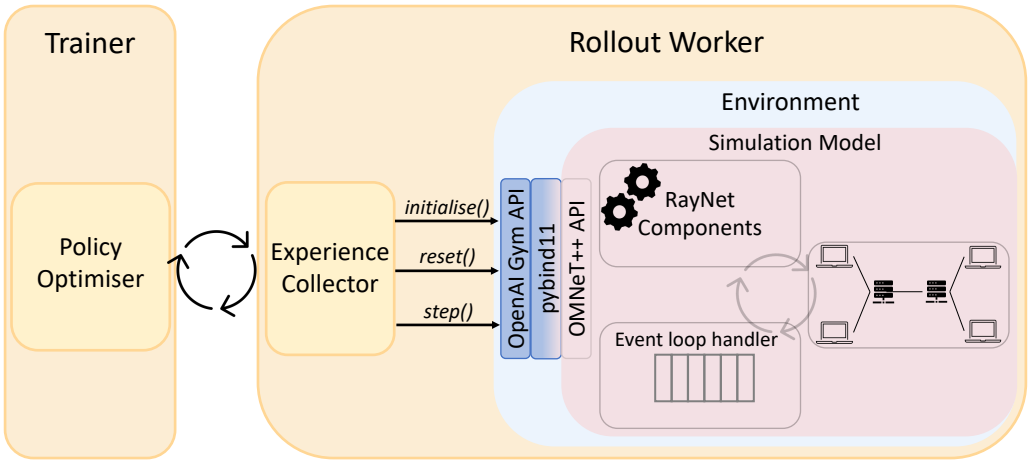 Trainer
Rollout Worker
Environment
Simulation Model
Policy
Optimiser
Experience
Collector
initialise()
reset()
step()
OpenAI Gym API
pybind11
OMNeT++ API
RayNet
Components
Event loop handler